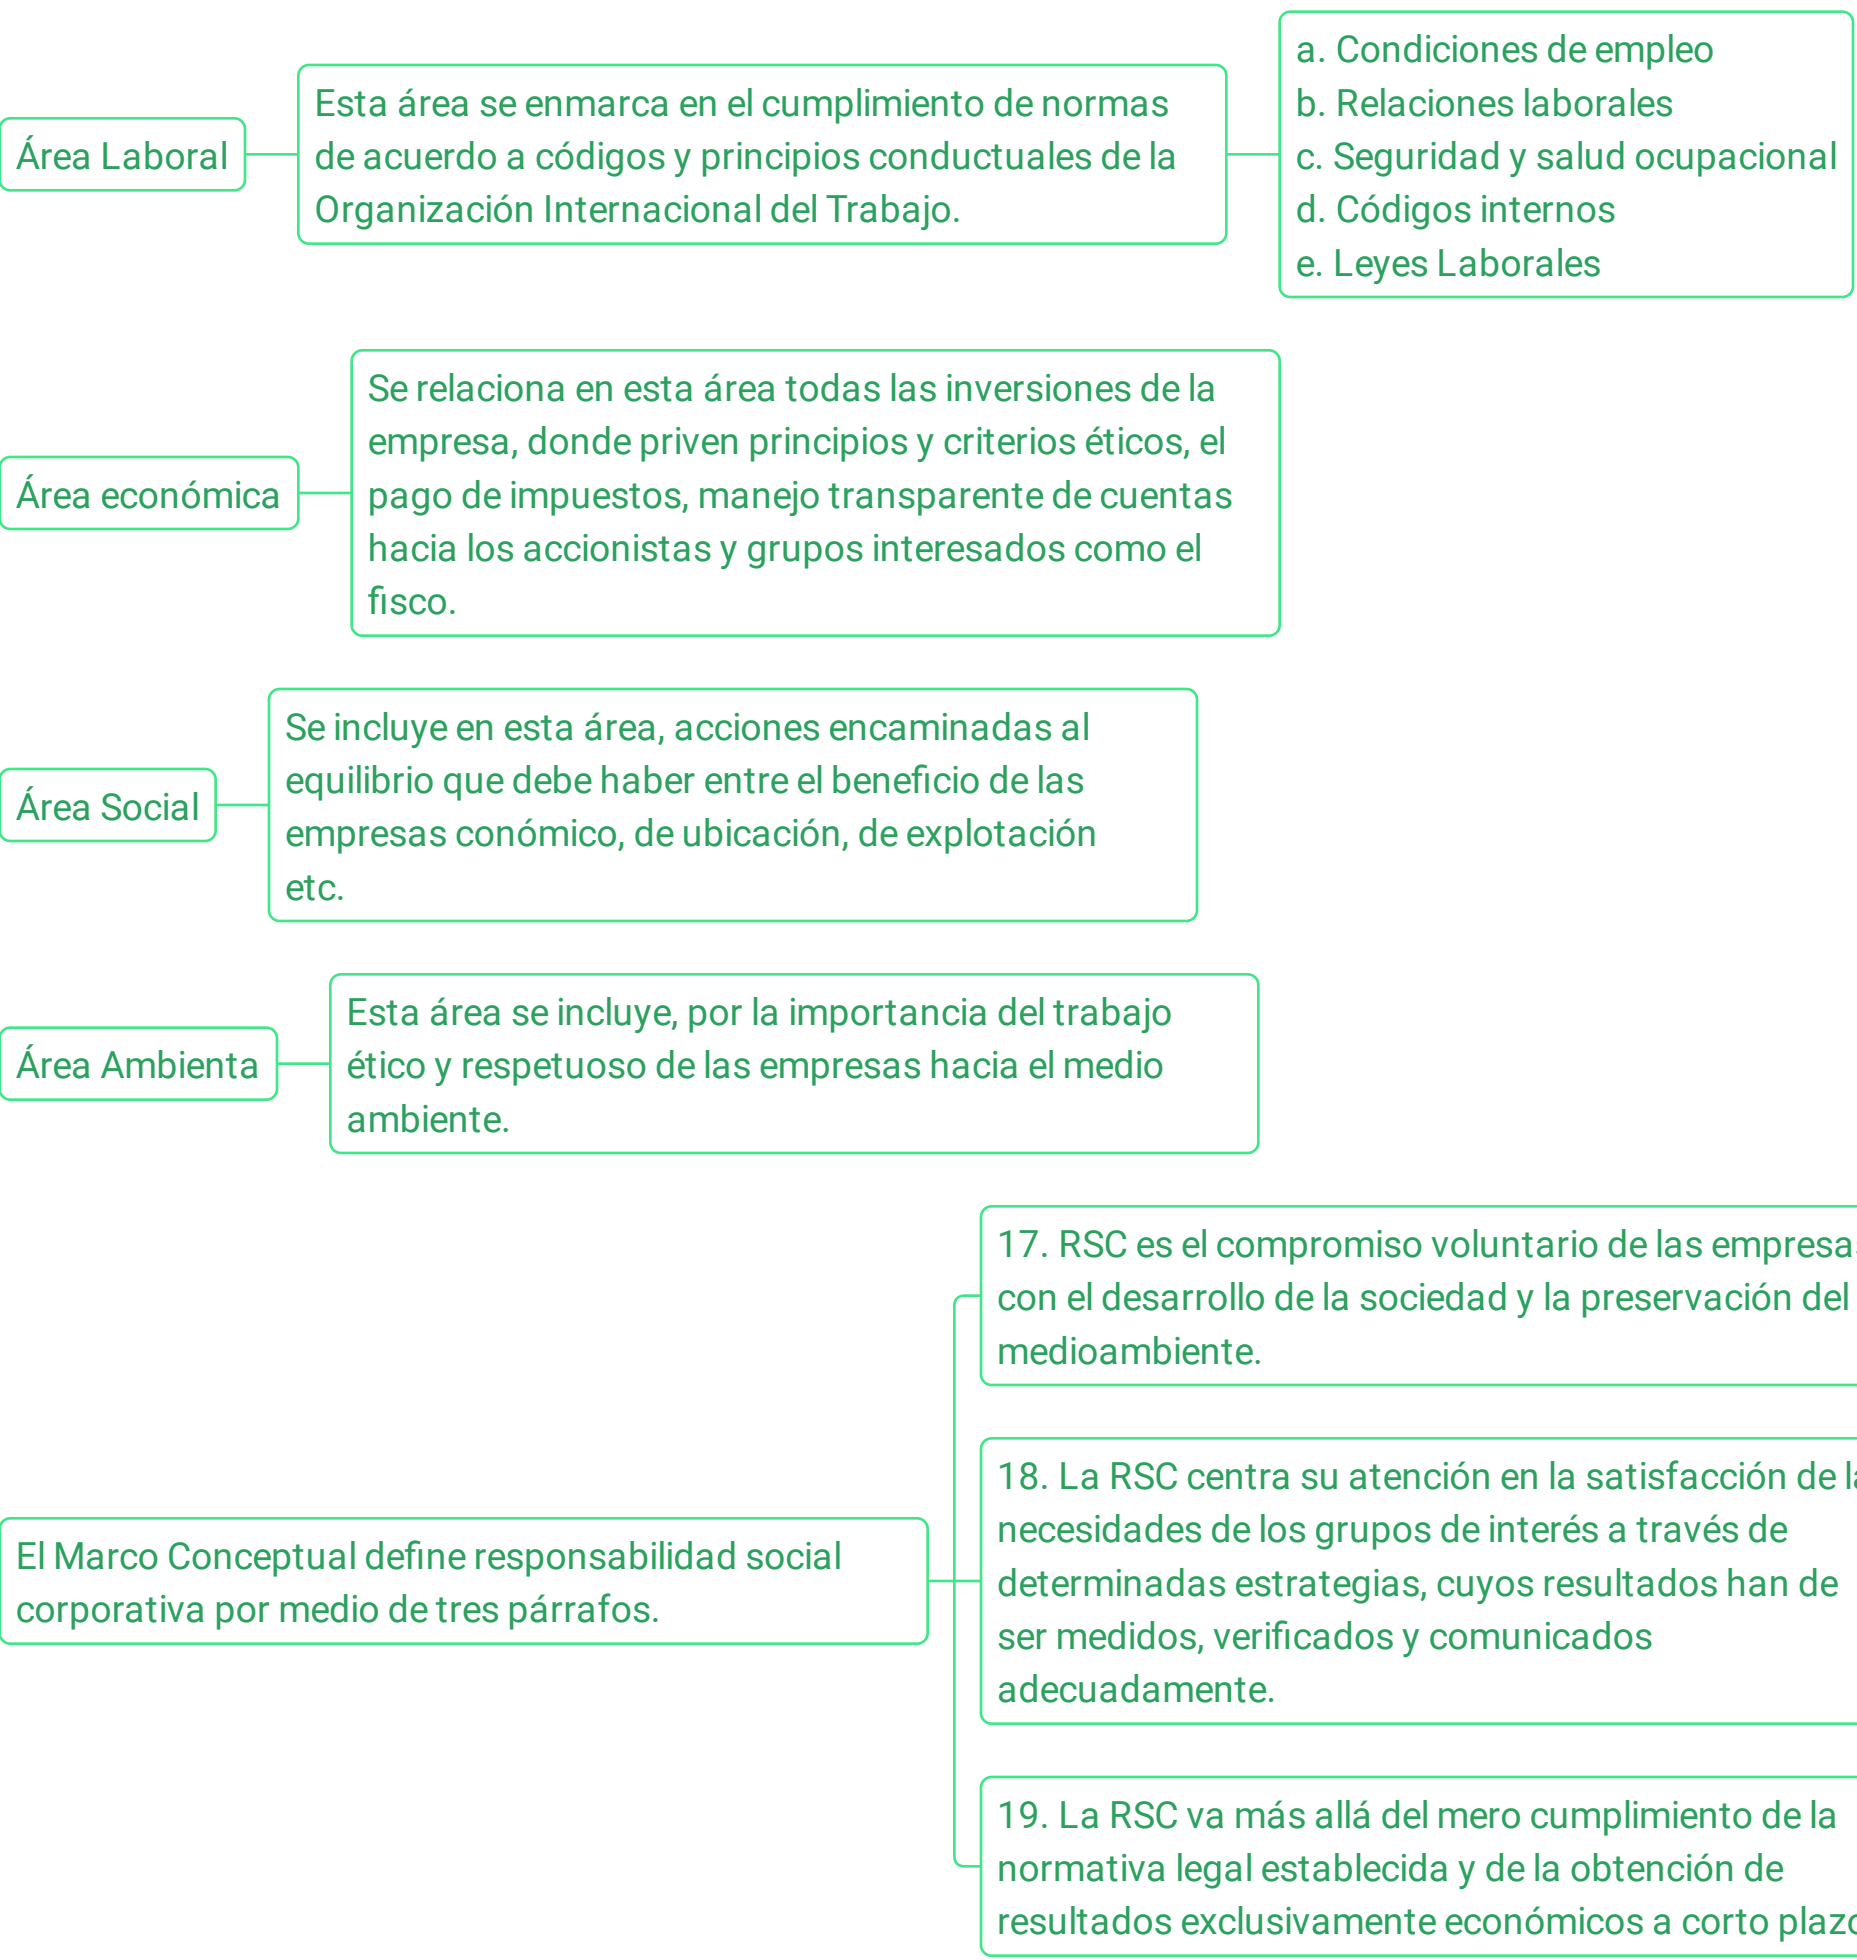 Área Laboral
Esta área se enmarca en el cumplimiento de normas
de acuerdo a códigos y principios conductuales de la
Organización Internacional del Trabajo.
a. Condiciones de empleo
b. Relaciones laborales
c. Seguridad y salud ocupacional
d. Códigos internos
e. Leyes Laborales
Área económica
Se relaciona en esta área todas las inversiones de la
empresa, donde priven principios y criterios éticos, el
pago de impuestos, manejo transparente de cuentas
hacia los accionistas y grupos interesados como el
fisco.
Área Social
Se incluye en esta área, acciones encaminadas al
equilibrio que debe haber entre el beneficio de las
empresas conómico, de ubicación, de explotación
etc.
Área Ambienta
Esta área se incluye, por la importancia del trabajo
ético y respetuoso de las empresas hacia el medio
ambiente.
El Marco Conceptual define responsabilidad social
corporativa por medio de tres párrafos.
17. RSC es el compromiso voluntario de las empresas
con el desarrollo de la sociedad y la preservación del
medioambiente.
18. La RSC centra su atención en la satisfacción de la
necesidades de los grupos de interés a través de
determinadas estrategias, cuyos resultados han de
ser medidos, verificados y comunicados
adecuadamente.
19. La RSC va más allá del mero cumplimiento de la
normativa legal establecida y de la obtención de
resultados exclusivamente económicos a corto plazo